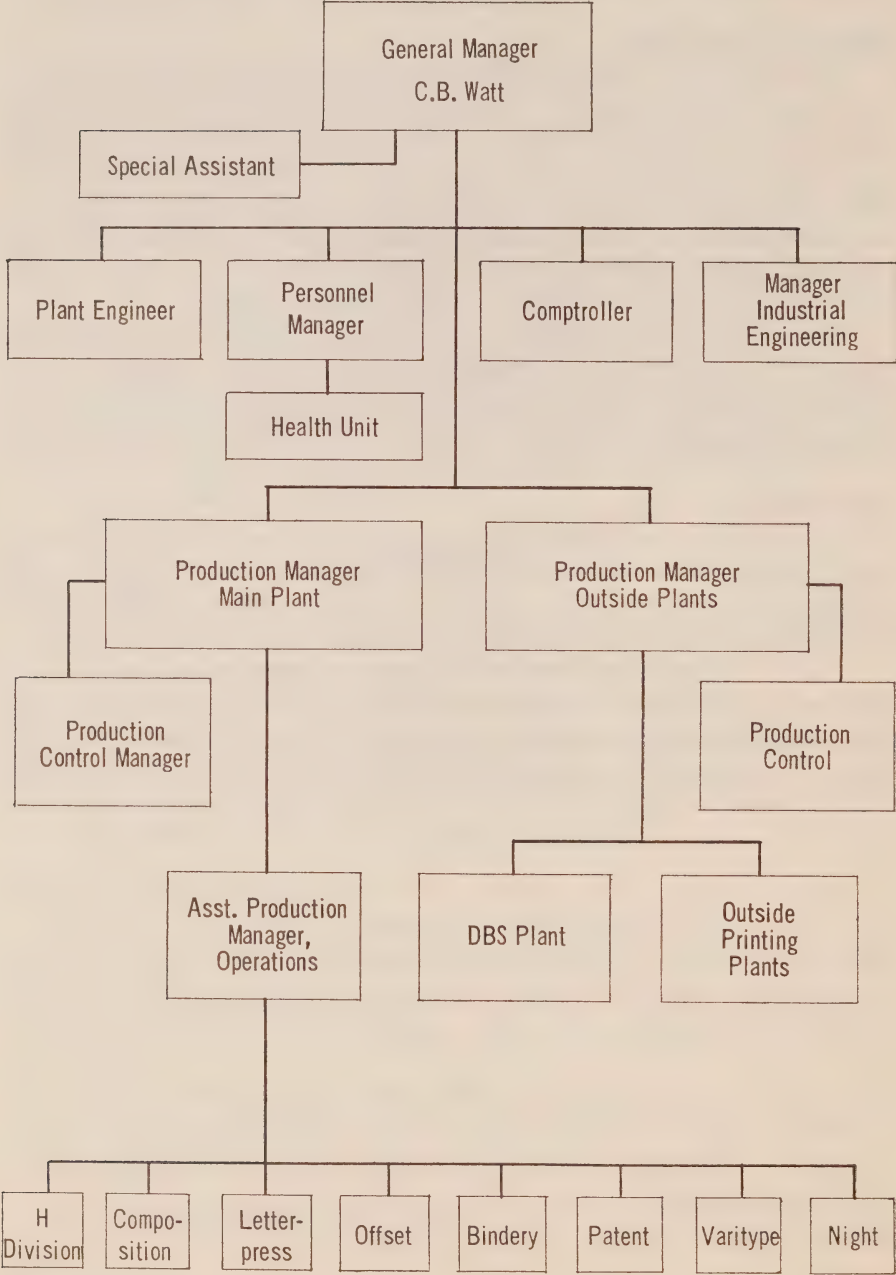 General Manager
C.B. Watt
Special Assistant
Plant Engineer
Personnel
Manager
Comptroller
Manager
Industrial
Engineering
Health Unit
Production Manager
Main Plant
Production Manager
Outside Plants
Production
Control Manager
Production
Control
Asst. Production
Manager,
Operations
DBS Plant
Outside
Printing
Plants
H
Division
Compo-
sition
Letter-
press
Offset
Bindery
Patent
Varitype
Night